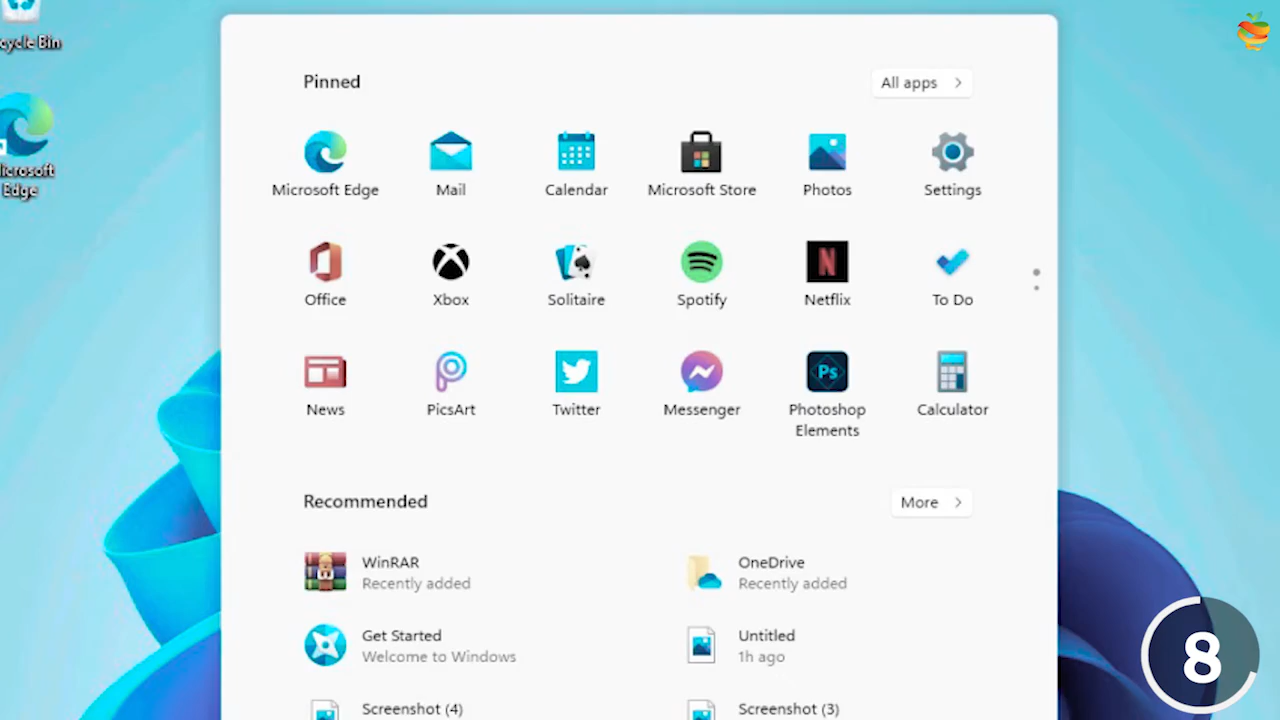 cycle Bin
Microsoft
Edge
Pinned
All apps
Microsoft Edge
Mail
Calendar
Microsoft Store
Photos
Settings
Office
Xbox
Solitaire
Spotify
N
Netflix
To Do
News
PicsArt
Twitter
Messenger
Ps
Photoshop
Elements
Calculator
Recommended
More
WinRAR
Recently added
OneDrive
Recently added
Get Started
Welcome to Windows
Untitled
1h ago
Screenshot (4)
Screenshot (3)
8